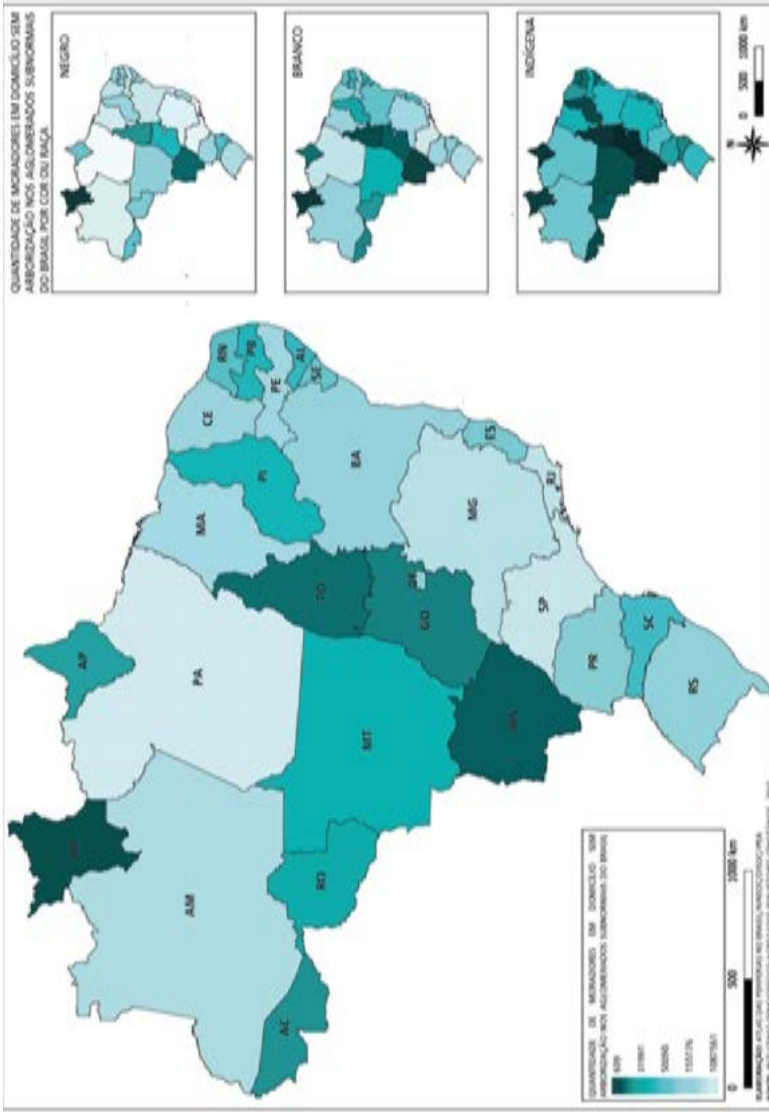 QUANTIDADE DE MORADORES EM DOMICÍLIO SEM
ARBORIZAÇÃO NOS AGLOMERADOS SUBNORMAIS
DO BRASIL POR COR OU RAÇA.
NEGRO
BRANCO
INDÍGENA
N
0 500 1000 km
AP
AM
PA
MA
CE
RN
PB
PE
AL
SE
PI
TO
BA
AC
RO
MT
GO
DF
MG
ES
RJ
MS
SP
PR
SC
RS
QUANTIDADE DE MORADORES EM DOMICÍLIO SEM
ARBORIZAÇÃO NOS AGLOMERADOS SUBNORMAIS DO BRASIL
0 500 1000 km